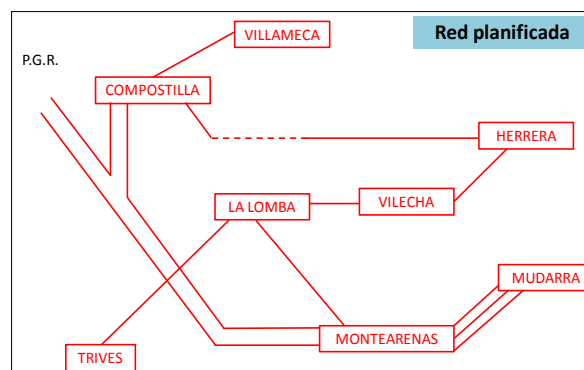 Red planificada
VILLAMECA
P.G.R.
COMPOSTILLA
HERRERA
LA LOMBA
VILECHA
MUDARRA
MONTEARENAS
TRIVES